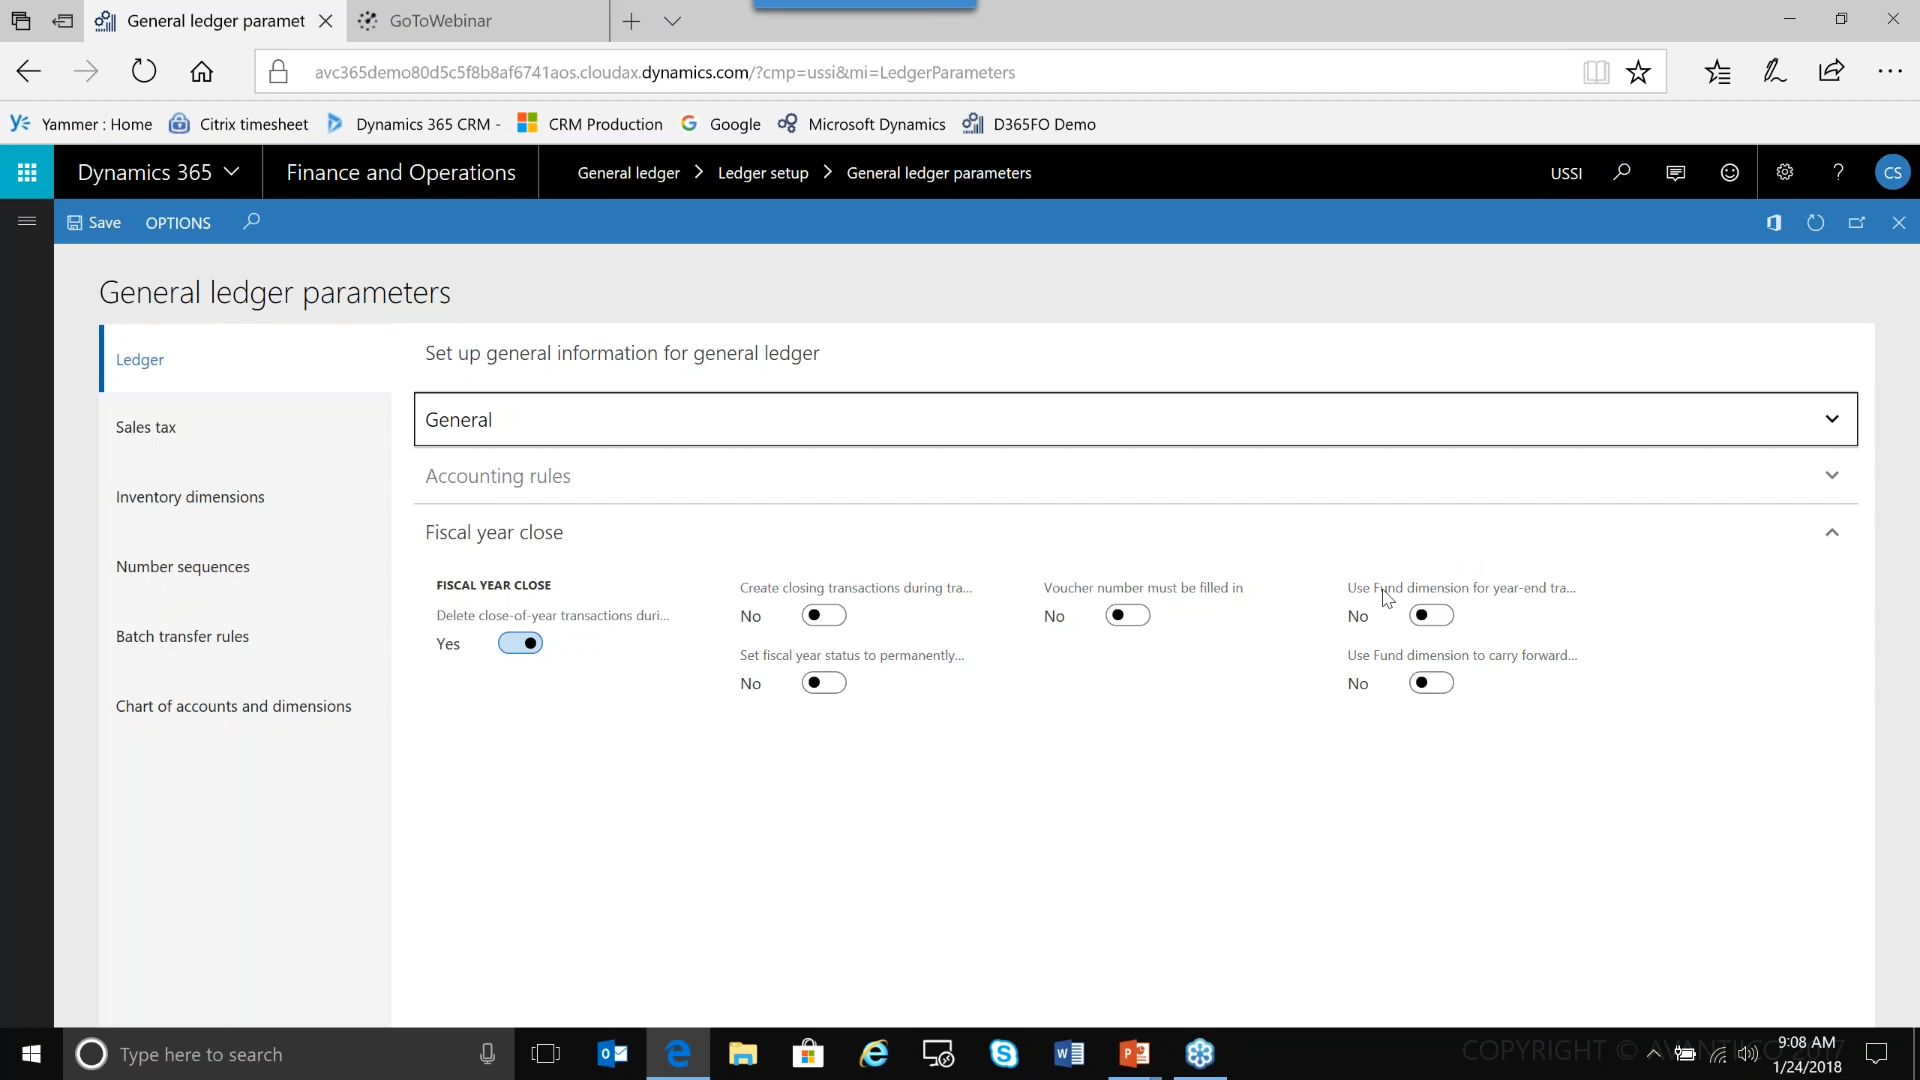 General ledger paramet
GoToWebinar
avc365demo80d5c5f8b8af6741aos.cloudax.dynamics.com/?cmp=ussi&mi=LedgerParameters
Yammer : Home
Citrix timesheet
Dynamics 365 CRM -
CRM Production
Google
Microsoft Dynamics
D365FO Demo
Dynamics 365
Finance and Operations
General ledger
Ledger setup
General ledger parameters
USSI
?
CS
Save
OPTIONS
General ledger parameters
Ledger
Sales tax
Inventory dimensions
Number sequences
Batch transfer rules
Chart of accounts and dimensions
Set up general information for general ledger
General
Accounting rules
Fiscal year close
FISCAL YEAR CLOSE
Delete close-of-year transactions duri...
Yes
Create closing transactions during tra...
No
Set fiscal year status to permanently...
No
Voucher number must be filled in
No
Use Fund dimension for year-end tra...
No
Use Fund dimension to carry forward...
No
Type here to search
COPYRIGHT © AVANTIICO 2017
9:08 AM
1/24/2018